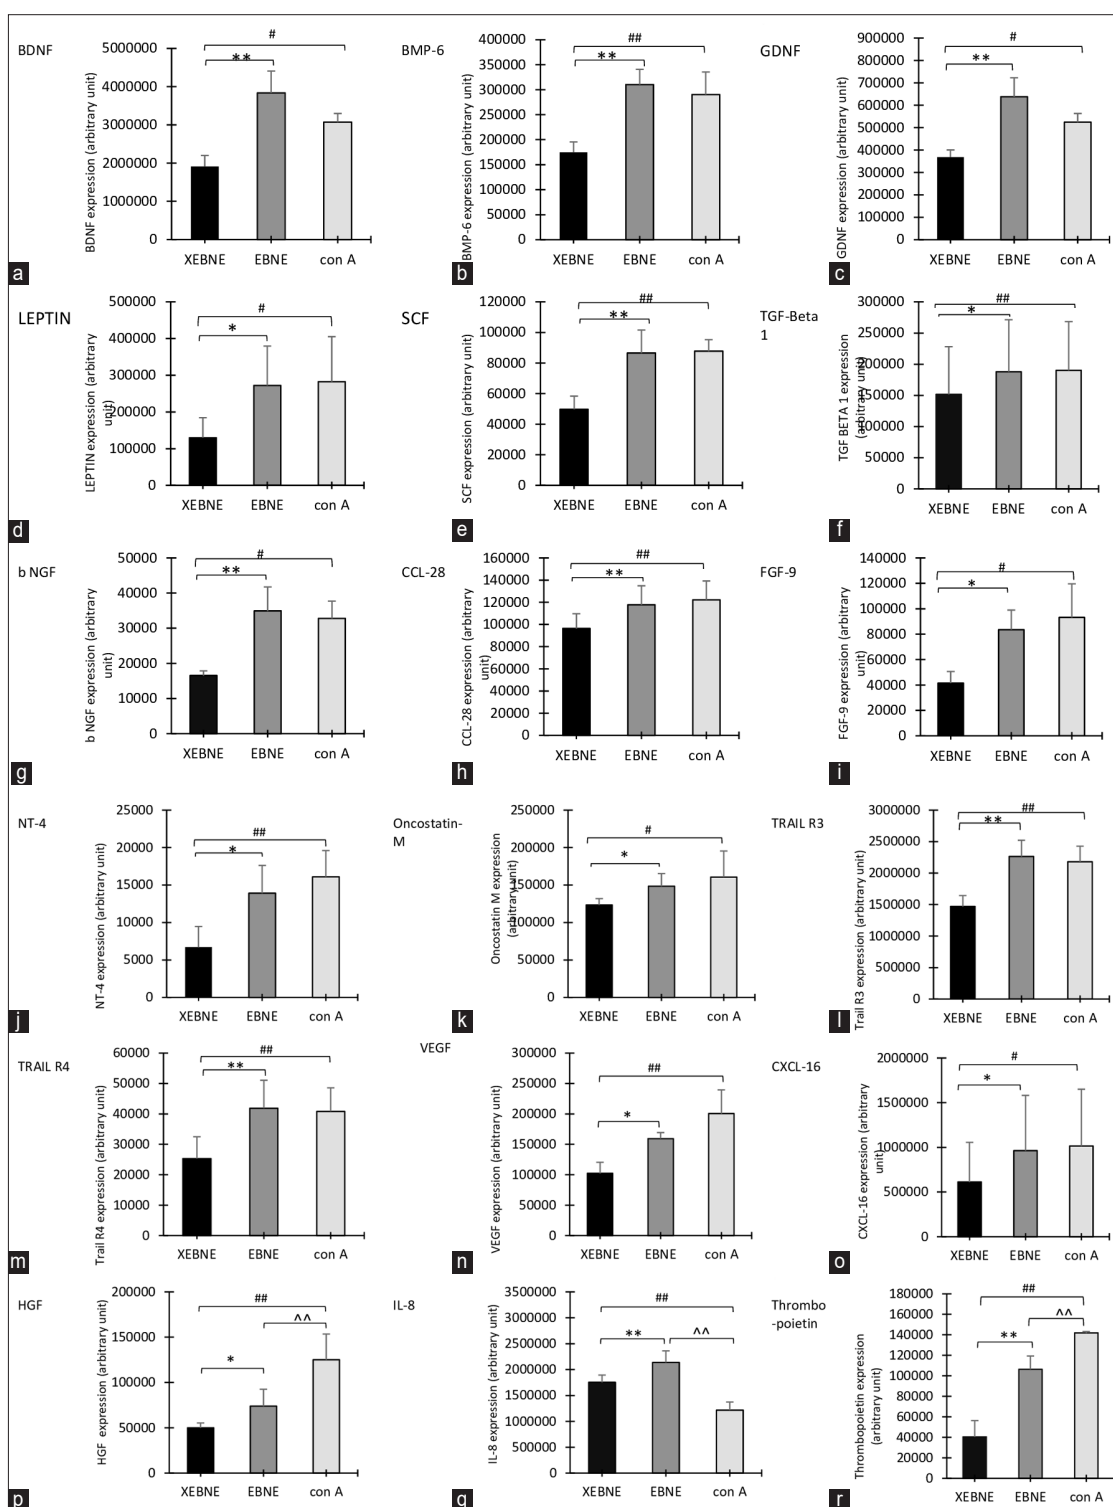 BDNF
BDNF expression (arbitrary unit)
5000000
4000000
3000000
2000000
1000000
0
#
**
XEBNE EBNE con A
a
BMP-6
BMP-6 expression (arbitrary unit)
400000
350000
300000
250000
200000
150000
100000
50000
0
##
**
XEBNE EBNE con A
b
GDNF
GDNF expression (arbitrary unit)
900000
800000
700000
600000
500000
400000
300000
200000
100000
0
#
**
XEBNE EBNE con A
c
LEPTIN
LEPTIN expression (arbitrary
unit)
500000
400000
300000
200000
100000
0
#
*
XEBNE EBNE con A
d
SCF
SCF expression (arbitrary unit)
120000
100000
80000
60000
40000
20000
0
##
**
XEBNE EBNE con A
e
TGF-Beta
1
TGF BETA 1 expression
(arbitrary unit)
300000
250000
200000
150000
100000
50000
0
##
*
XEBNE EBNE con A
f
b NGF
b NGF expression (arbitrary
unit)
50000
40000
30000
20000
10000
0
#
**
XEBNE EBNE con A
g
CCL-28
CCL-28 expression (arbitrary
unit)
160000
140000
120000
100000
80000
60000
40000
20000
0
##
**
XEBNE EBNE con A
h
FGF-9
FGF-9 expression (arbitrary
unit)
140000
120000
100000
80000
60000
40000
20000
0
#
*
XEBNE EBNE con A
i
NT-4
NT-4 expression (arbitrary unit)
25000
20000
15000
10000
5000
0
##
*
XEBNE EBNE con A
j
Oncostatin-
M
Oncostatin M expression
(arbitrary unit)
250000
200000
150000
100000
50000
0
#
*
XEBNE EBNE con A
k
TRAIL R3
Trail R3 expression (arbitrary unit)
3000000
2500000
2000000
1500000
1000000
500000
0
##
**
XEBNE EBNE con A
l
TRAIL R4
Trail R4 expression (arbitrary unit)
60000
50000
40000
30000
20000
10000
0
##
**
XEBNE EBNE con A
m
VEGF
VEGF expression (arbitrary unit)
300000
250000
200000
150000
100000
50000
0
##
*
XEBNE EBNE con A
n
CXCL-16
CXCL-16 expression (arbitrary
unit)
2000000
1500000
1000000
500000
0
#
*
XEBNE EBNE con A
o
HGF
HGF expression (arbitrary unit)
200000
150000
100000
50000
0
##
^^
*
XEBNE EBNE con A
p
IL-8
IL-8 expression (arbitrary unit)
3500000
3000000
2500000
2000000
1500000
1000000
500000
0
##
** ^^
XEBNE EBNE con A
q
Thrombo
-poietin
Thrombopoietin expression
(arbitrary unit)
180000
160000
140000
120000
100000
80000
60000
40000
20000
0
##
^^
**
XEBNE EBNE con A
r